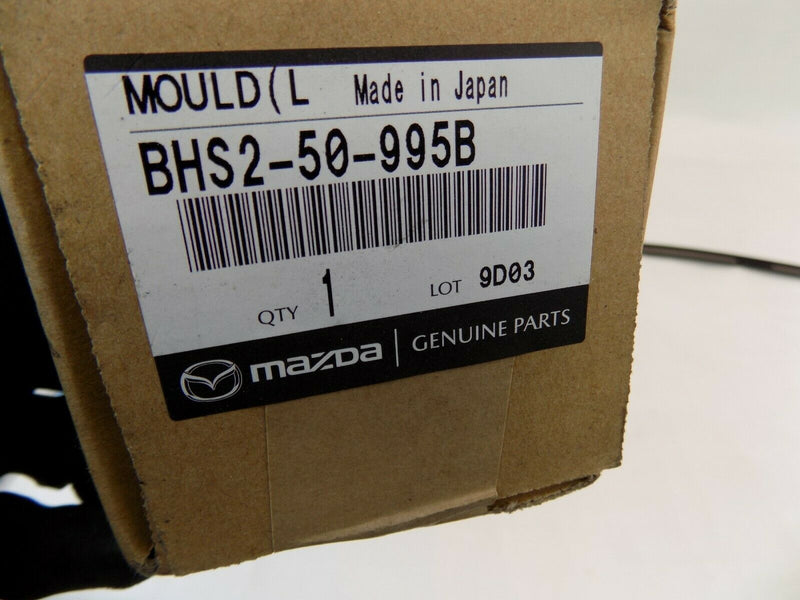 MOULD(L Made in Japan
BHS2-50-995B
QTY 1 LOT 9D03
mazda GENUINE PARTS